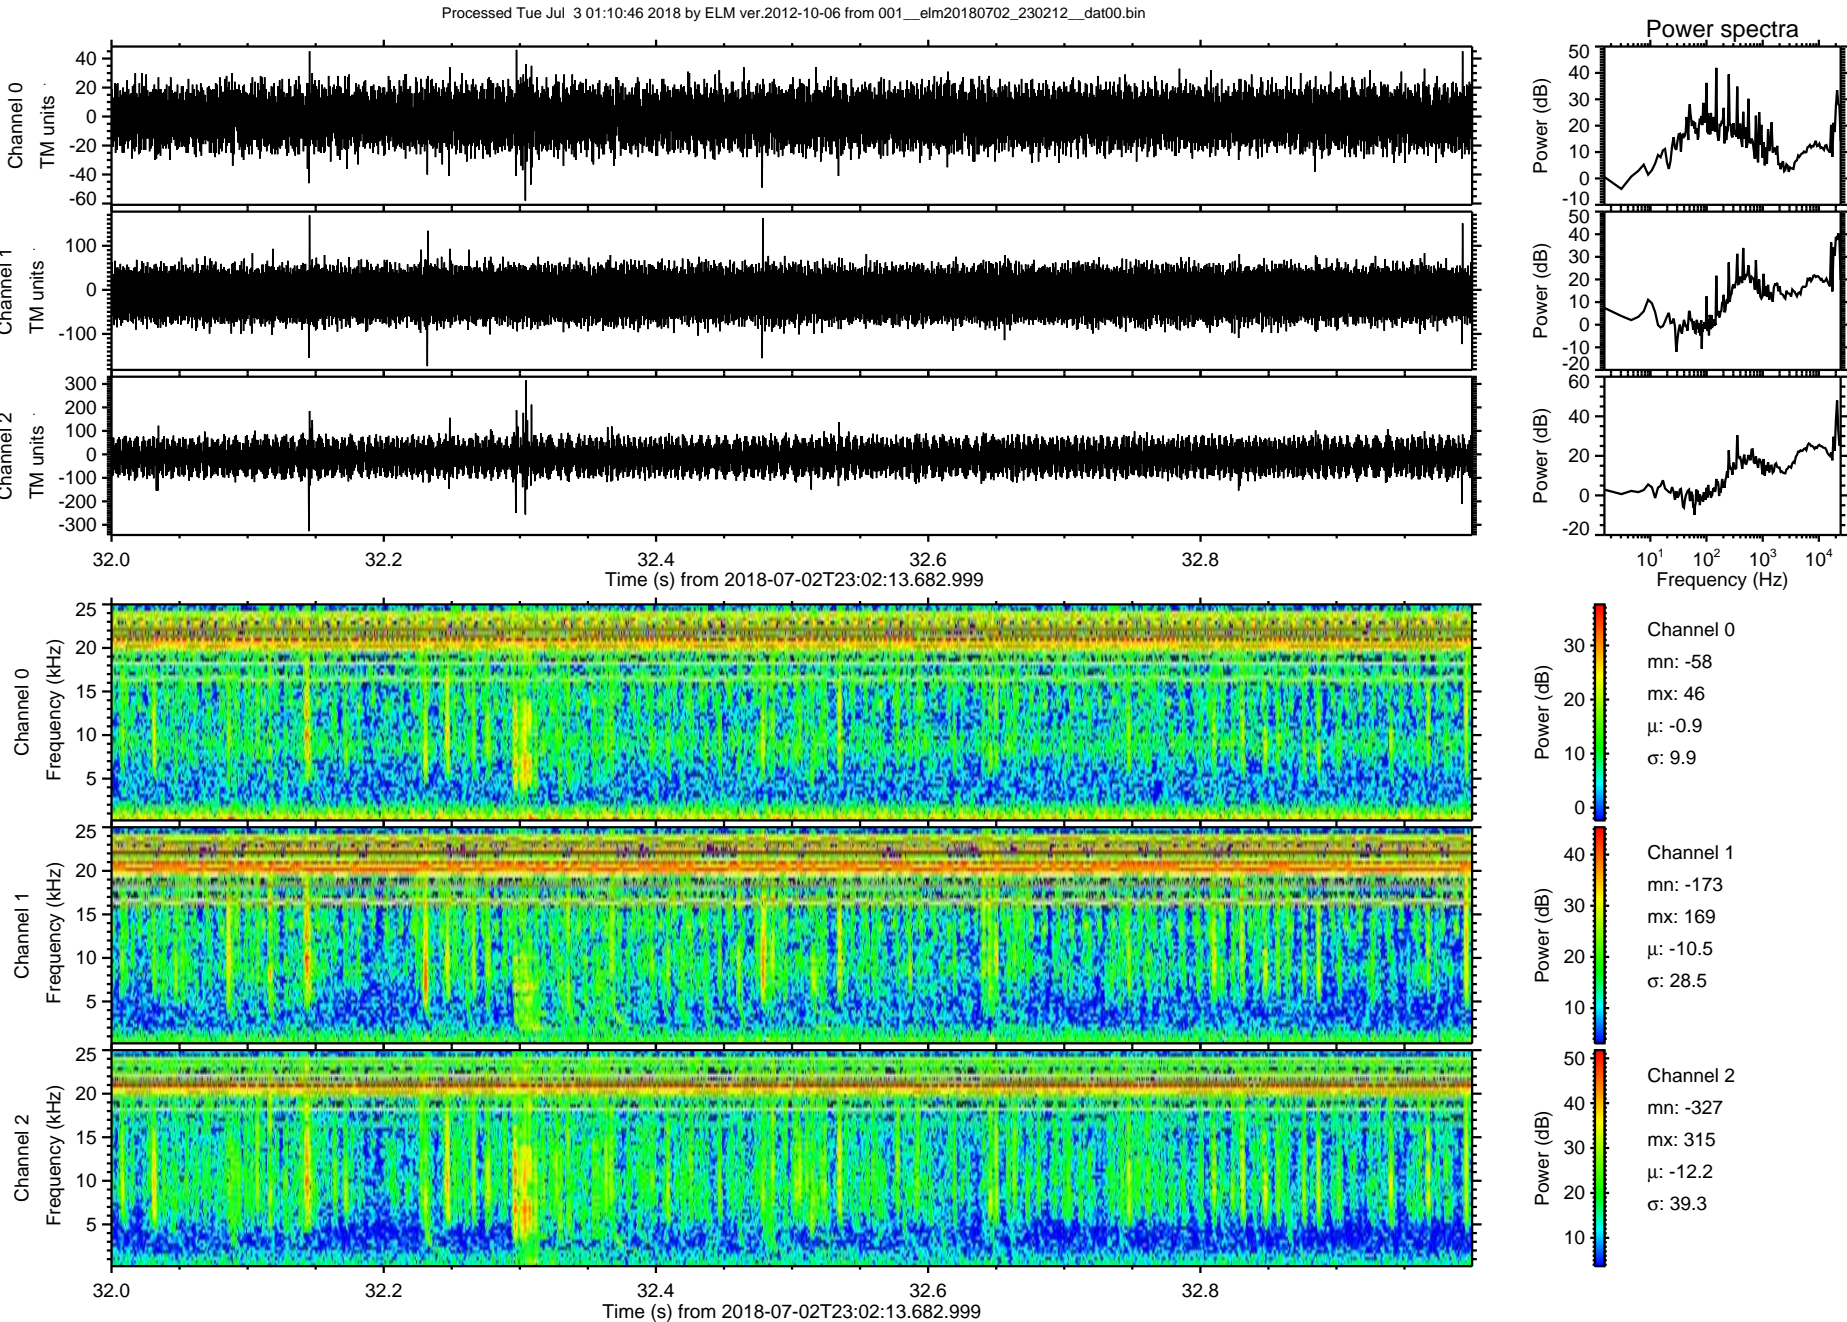 Processed Tue Jul 3 01:10:46 2018 by ELM ver.2012-10-06 from 001__elm20180702_230212__dat00.bin
Power spectra
Channel 0
TM units
40
20
0
-20
-40
-60
Power (dB)
50
40
30
20
10
0
-10
Channel 1
TM units
100
0
-100
Power (dB)
50
40
30
20
10
0
-10
-20
Channel 2
TM units
300
200
100
0
-100
-200
-300
Power (dB)
60
40
20
0
-20
32.0 32.2 32.4 32.6 32.8
Time (s) from 2018-07-02T23:02:13.682.999
10¹ 10² 10³ 10⁴
Frequency (Hz)
Channel 0
Frequency (kHz)
25
20
15
10
5
Power (dB)
30
20
10
0
Channel 0
mn: -58
mx: 46
μ: -0.9
σ: 9.9
Channel 1
Frequency (kHz)
25
20
15
10
5
Power (dB)
40
30
20
10
Channel 1
mn: -173
mx: 169
μ: -10.5
σ: 28.5
Channel 2
Frequency (kHz)
25
20
15
10
5
Power (dB)
50
40
30
20
10
Channel 2
mn: -327
mx: 315
μ: -12.2
σ: 39.3
32.0 32.2 32.4 32.6 32.8
Time (s) from 2018-07-02T23:02:13.682.999